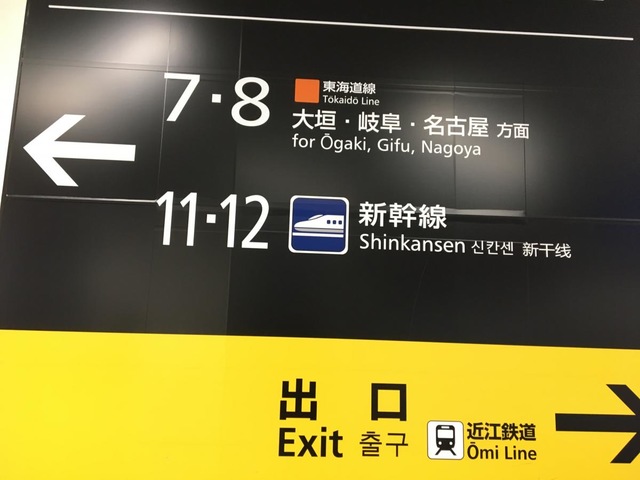 7・8
東海道線
Tōkaidō Line
大垣・岐阜・名古屋 方面
for Ōgaki, Gifu, Nagoya
11・12
新幹線
Shinkansen 신칸센 新干线
出口
Exit 출구
近江鉄道
Ōmi Line